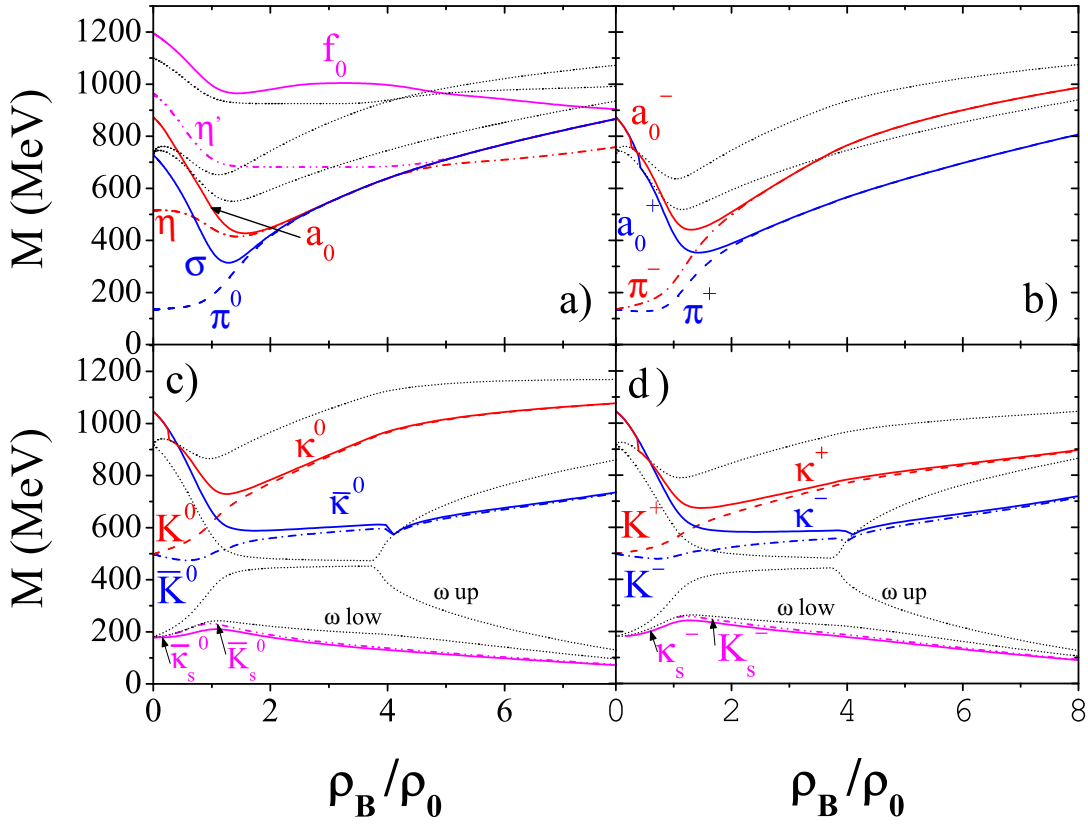 M (MeV)
1200
1000
800
600
400
200
0
f₀
η'
η
a₀
σ
π⁰
a)
a₀⁻
a₀⁺
π⁻
π⁺
b)
M (MeV)
1200
1000
800
600
400
200
0
c)
κ⁰
K⁰
κ̅⁰
K̅⁰
ω up
ω low
κ̅ₛ⁰
K̅ₛ⁰
0 2 4 6
ρ_B/ρ₀
d)
κ⁺
K⁺
κ⁻
K⁻
ω up
ω low
κₛ⁻
Kₛ⁻
0 2 4 6 8
ρ_B/ρ₀